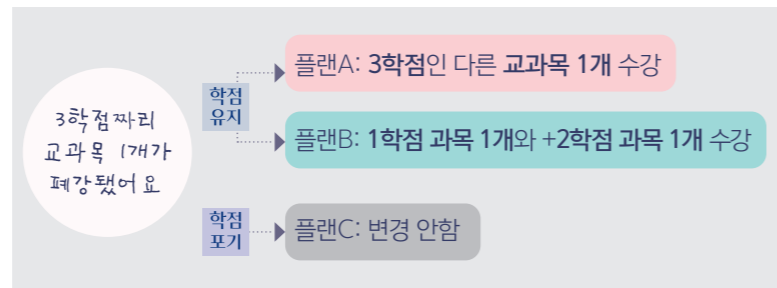 3학점짜리
교과목 1개가
폐강됐어요
학점
유지
플랜A: 3학점인 다른 교과목 1개 수강
플랜B: 1학점 과목 1개와 +2학점 과목 1개 수강
학점
포기
플랜C: 변경 안함